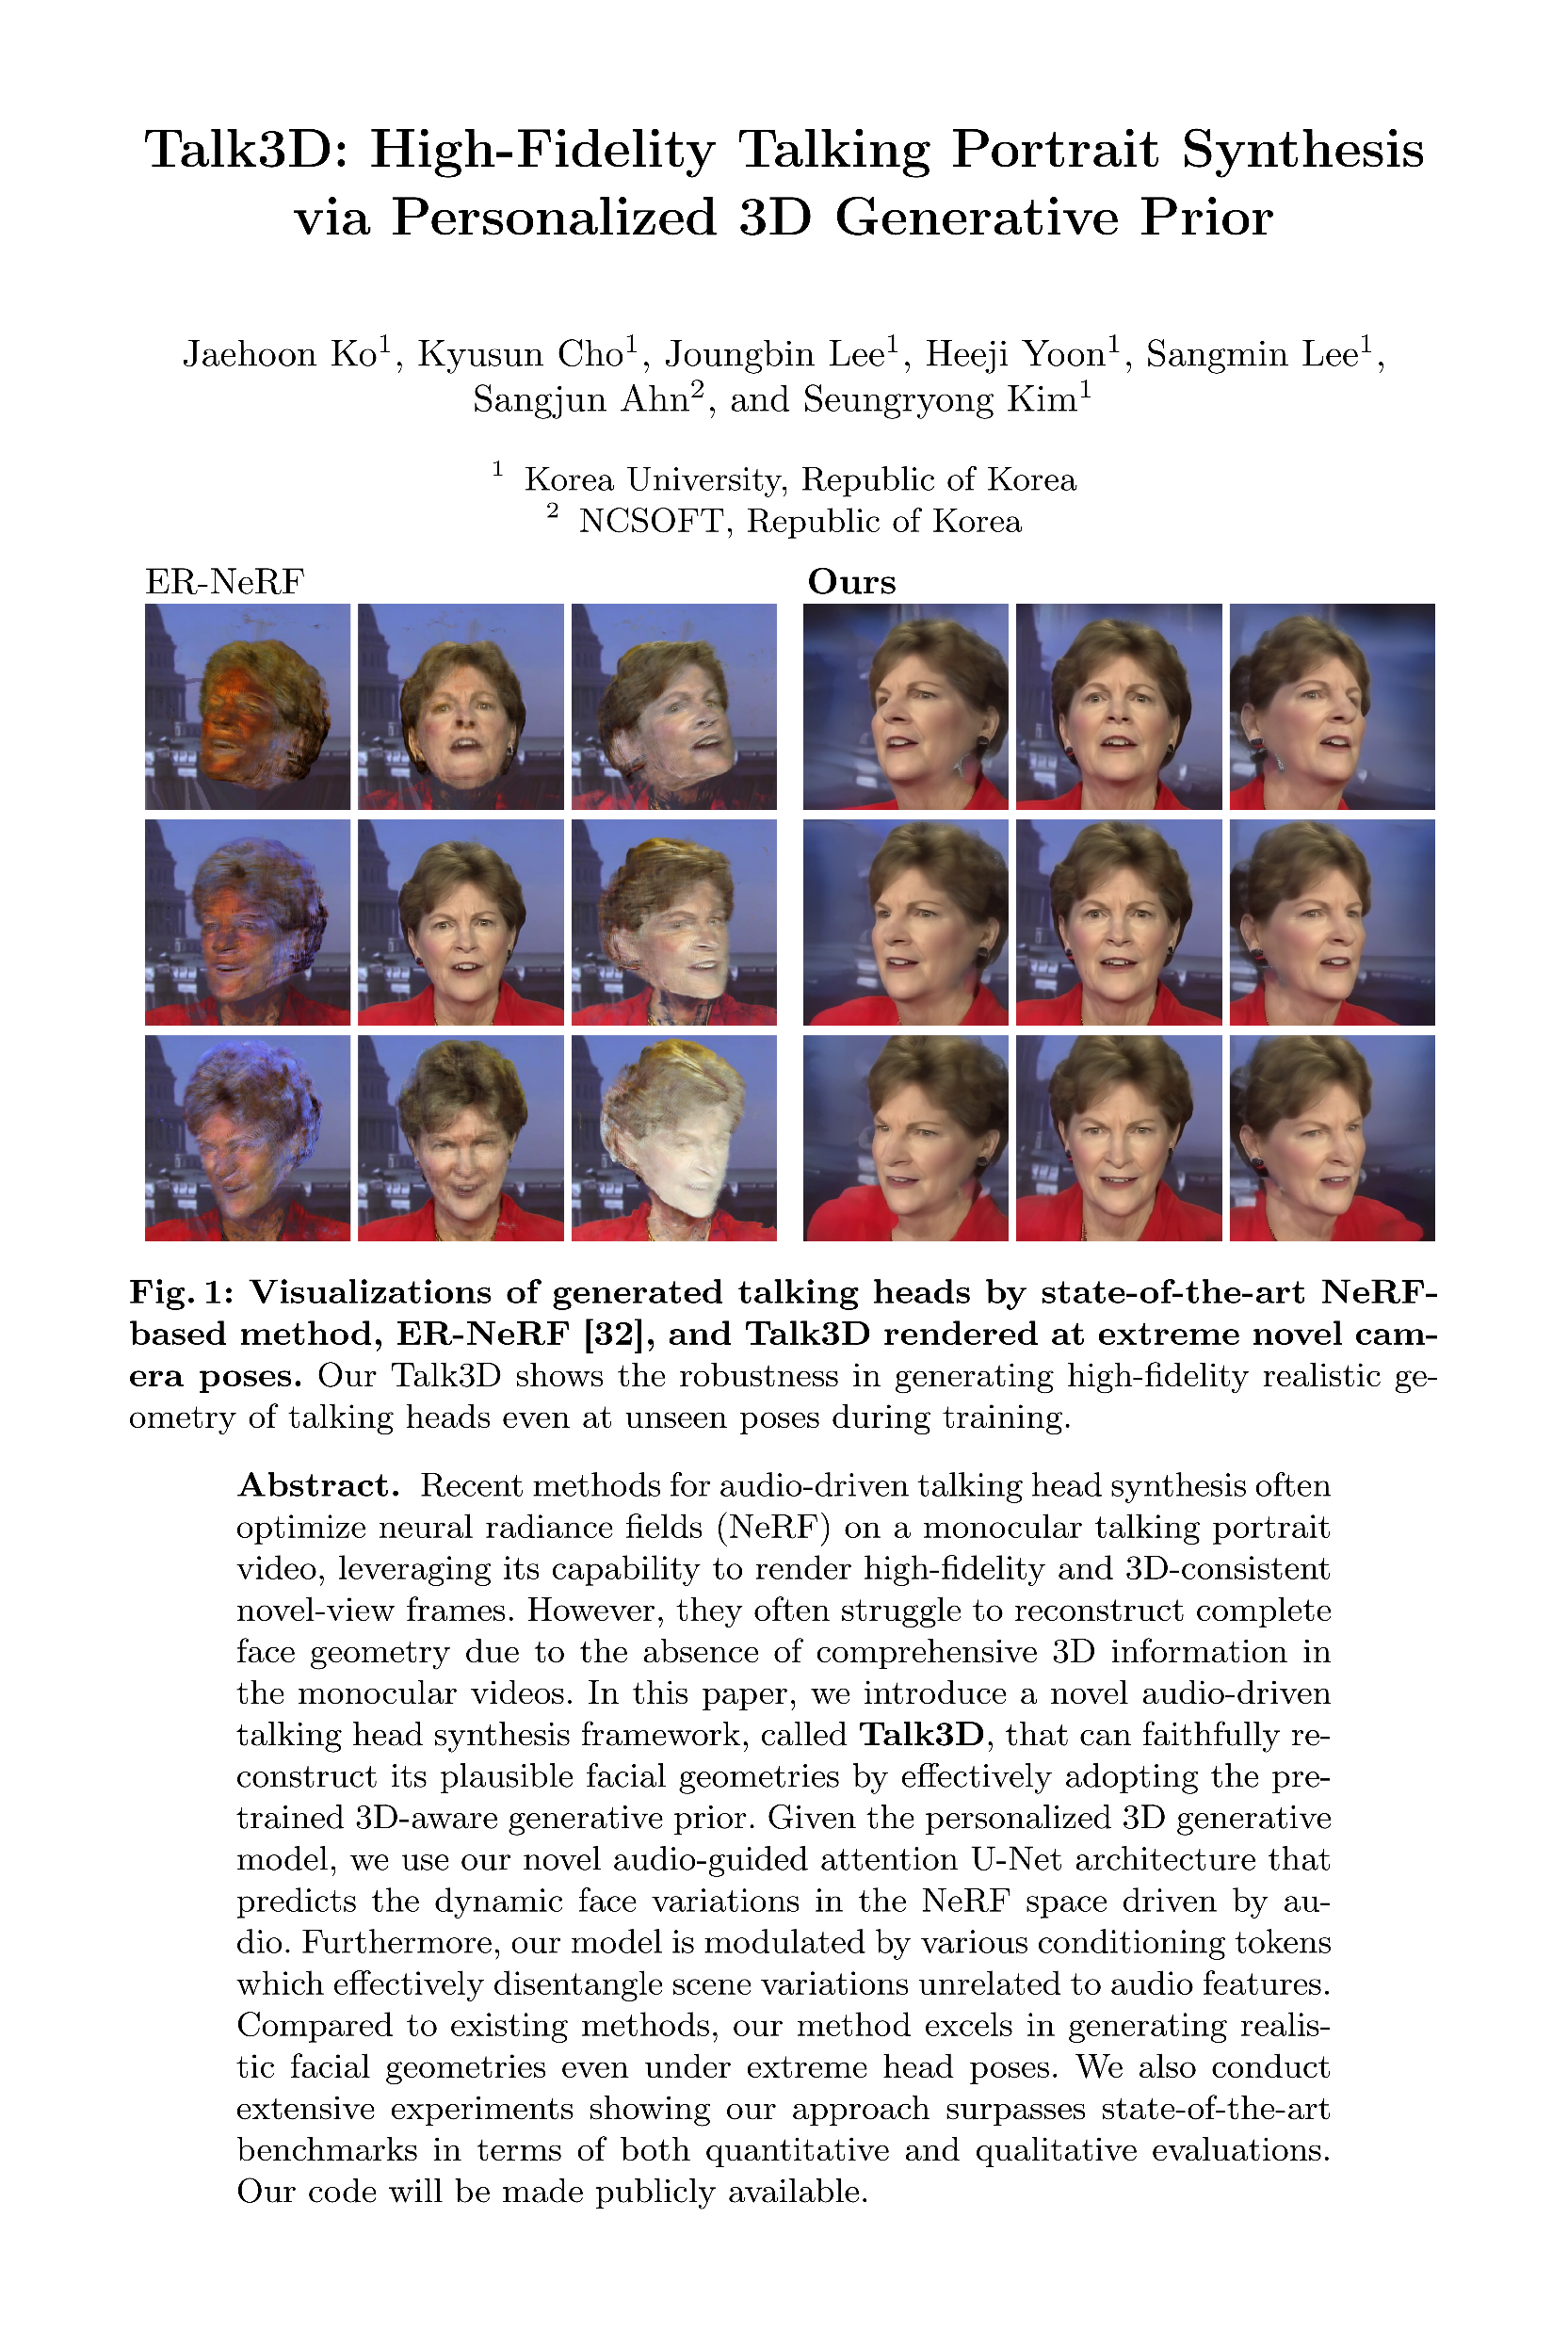 Talk3D: High-Fidelity Talking Portrait Synthesis
via Personalized 3D Generative Prior
Jaehoon Ko1, Kyusun Cho1, Joungbin Lee1, Heeji Yoon1, Sangmin Lee1,
Sangjun Ahn2, and Seungryong Kim1
1 Korea University, Republic of Korea
2 NCSOFT, Republic of Korea
ER-NeRF
Ours
Fig. 1: Visualizations of generated talking heads by state-of-the-art NeRF-
based method, ER-NeRF [32], and Talk3D rendered at extreme novel cam-
era poses. Our Talk3D shows the robustness in generating high-fidelity realistic ge-
ometry of talking heads even at unseen poses during training.
Abstract. Recent methods for audio-driven talking head synthesis often
optimize neural radiance fields (NeRF) on a monocular talking portrait
video, leveraging its capability to render high-fidelity and 3D-consistent
novel-view frames. However, they often struggle to reconstruct complete
face geometry due to the absence of comprehensive 3D information in
the monocular videos. In this paper, we introduce a novel audio-driven
talking head synthesis framework, called Talk3D, that can faithfully re-
construct its plausible facial geometries by effectively adopting the pre-
trained 3D-aware generative prior. Given the personalized 3D generative
model, we use our novel audio-guided attention U-Net architecture that
predicts the dynamic face variations in the NeRF space driven by au-
dio. Furthermore, our model is modulated by various conditioning tokens
which effectively disentangle scene variations unrelated to audio features.
Compared to existing methods, our method excels in generating realis-
tic facial geometries even under extreme head poses. We also conduct
extensive experiments showing our approach surpasses state-of-the-art
benchmarks in terms of both quantitative and qualitative evaluations.
Our code will be made publicly available.